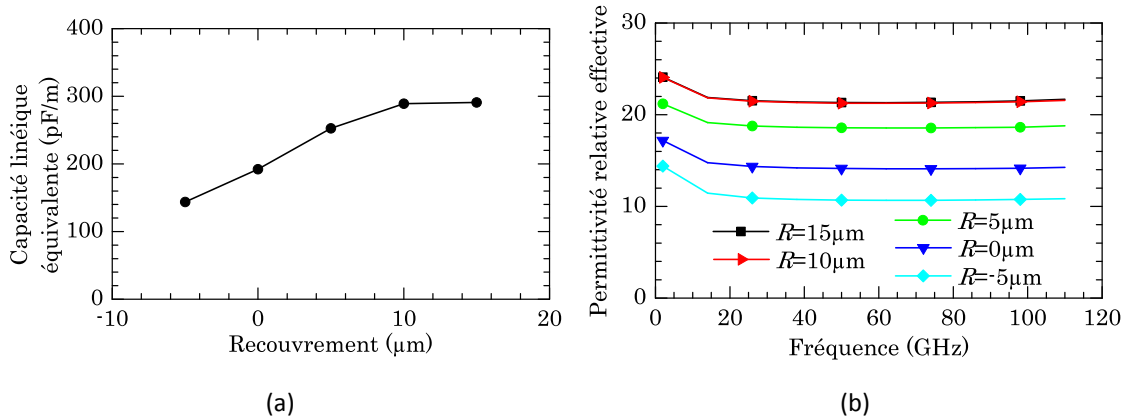 400
300
200
100
0
-10
0
10
20
Capacité linéique
équivalente (pF/m)
Recouvrement (µm)
(a)
30
20
10
0
0
20
40
60
80
100
120
Permittivité relative effective
Fréquence (GHz)
R=15µm
R=10µm
R=5µm
R=0µm
R=-5µm
(b)